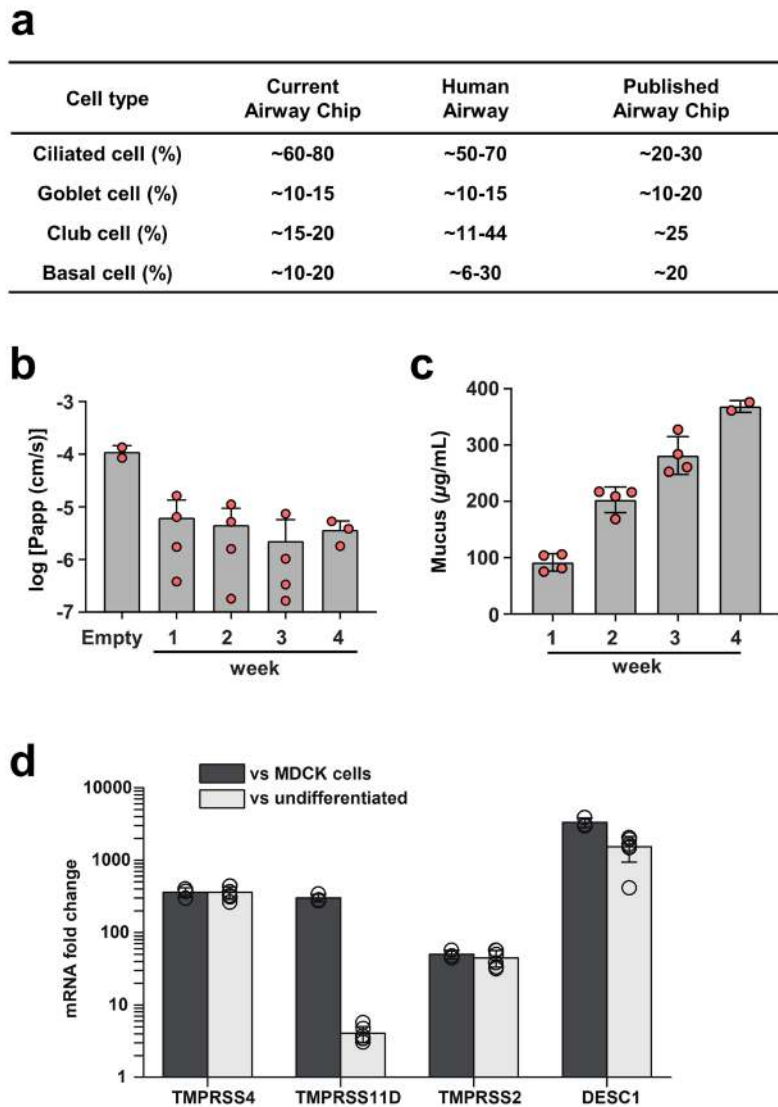 a
Cell type Current Airway Chip Human Airway Published Airway Chip
Ciliated cell (%) ~60-80 ~50-70 ~20-30
Goblet cell (%) ~10-15 ~10-15 ~10-20
Club cell (%) ~15-20 ~11-44 ~25
Basal cell (%) ~10-20 ~6-30 ~20
b
log [Papp (cm/s)]
-3
-4
-5
-6
-7
Empty 1 2 3 4
week
c
Mucus (µg/mL)
400
300
200
100
0
1 2 3 4
week
d
vs MDCK cells
vs undifferentiated
mRNA fold change
10000
1000
100
10
1
TMPRSS4 TMPRSS11D TMPRSS2 DESC1